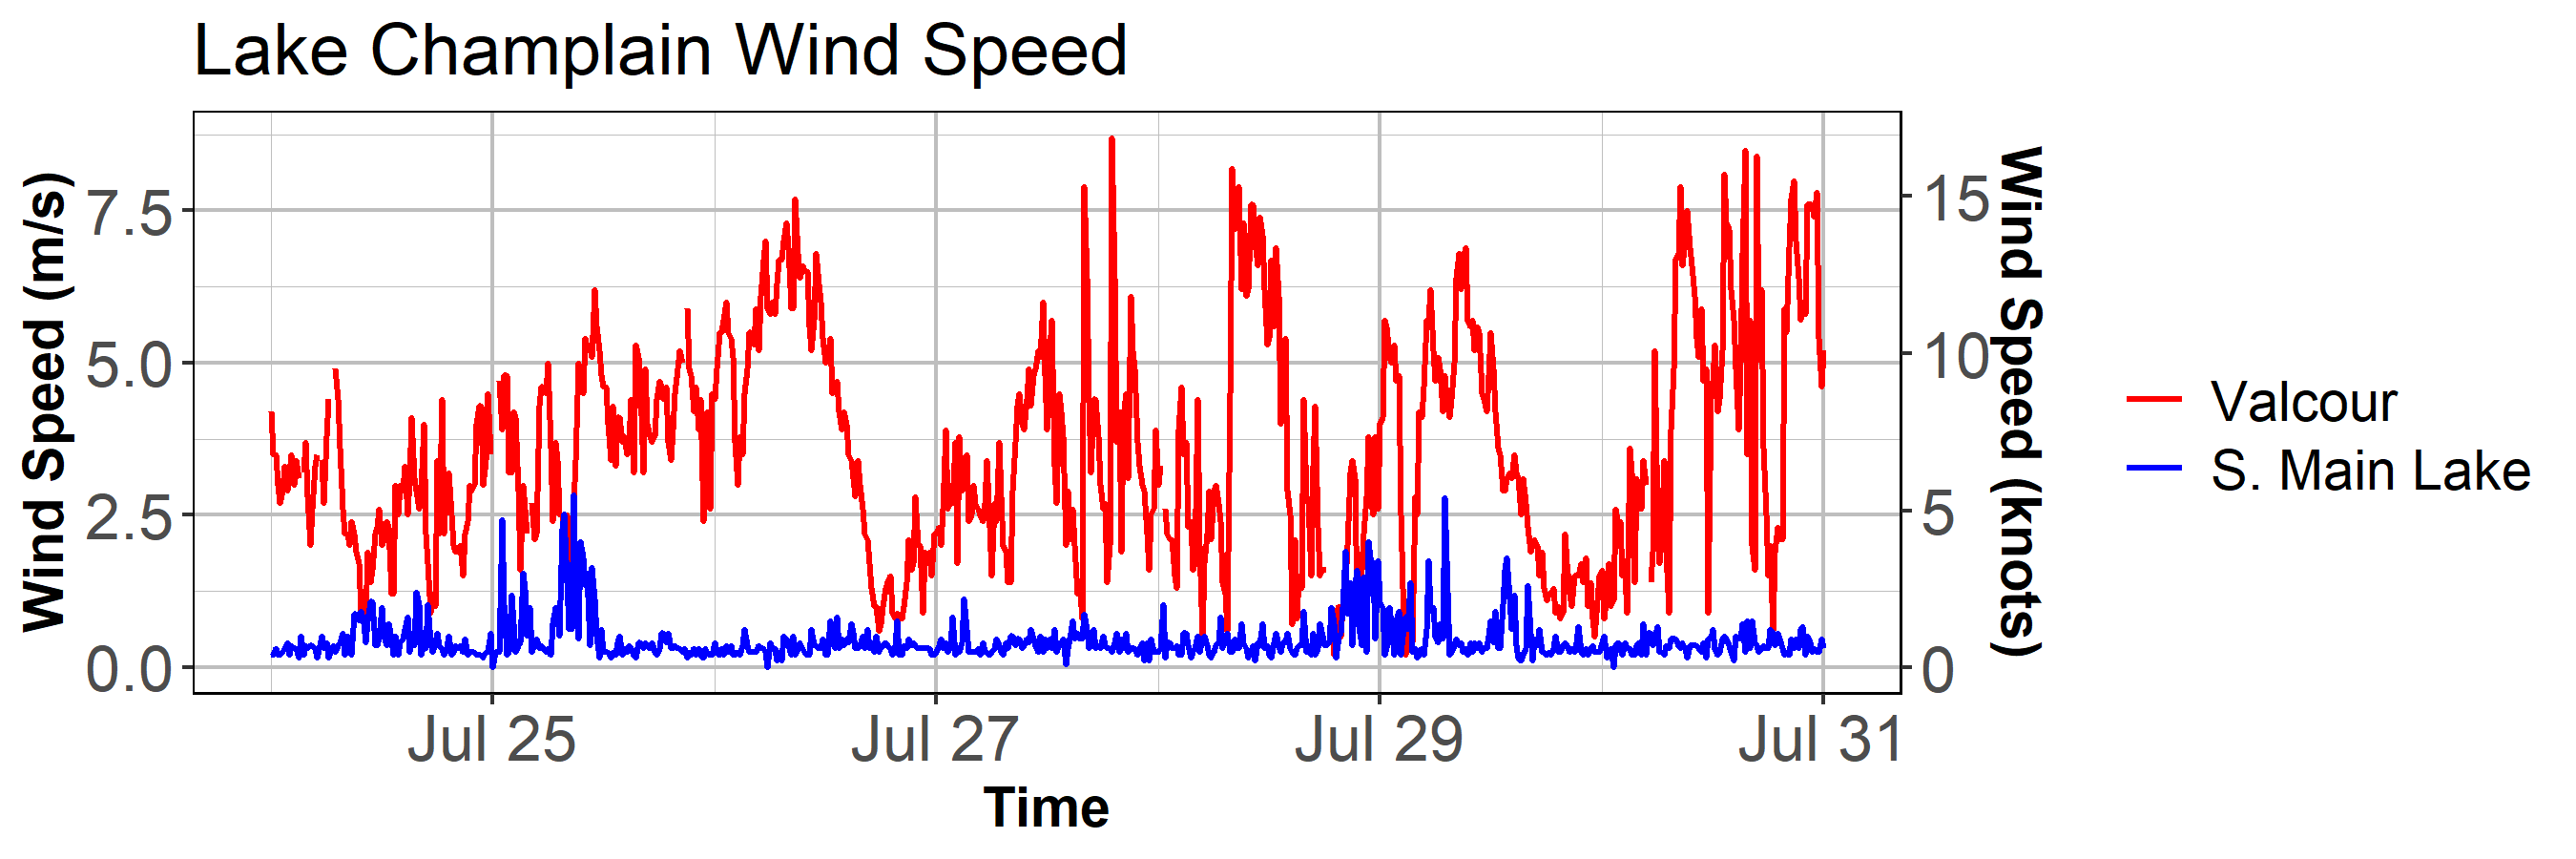 Lake Champlain Wind Speed
Wind Speed (m/s)
7.5
5.0
2.5
0.0
15
10
5
0
Wind Speed (knots)
Jul 25
Jul 27
Jul 29
Jul 31
Time
Valcour
S. Main Lake